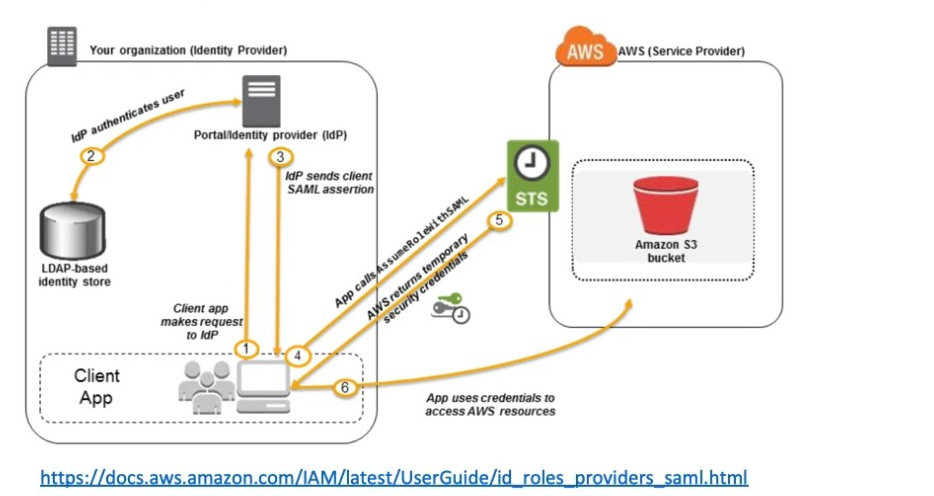 Your organization (Identity Provider)
AWS
AWS (Service Provider)
IdP authenticates user
2
Portal/Identity provider (IdP)
3
IdP sends client
SAML assertion
LDAP-based
identity store
STS
5
Amazon S3
bucket
App calls AssumeRoleWithSAML
AWS returns temporary
security credentials
Client app
makes request
to IdP
1
4
Client
App
6
App uses credentials to
access AWS resources
https://docs.aws.amazon.com/IAM/latest/UserGuide/id_roles_providers_saml.html